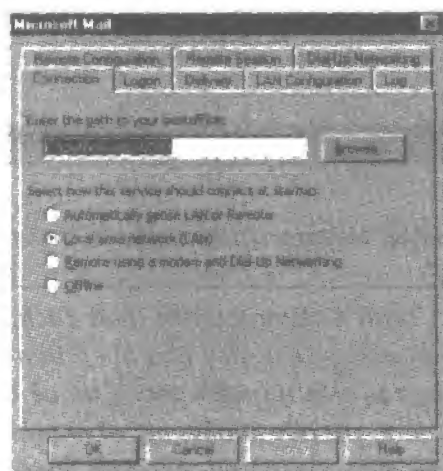 Microsoft Mail
Remote Configuration Remote Session Dial-Up Networking
Connection Logon Delivery LAN Configuration Log
Enter the path to your postoffice:
Browse...
Select how this service should connect at startup:
Automatically sense LAN or Remote
Local area network (LAN)
Remote using a modem and Dial-Up Networking
Offline
OK Cancel Help